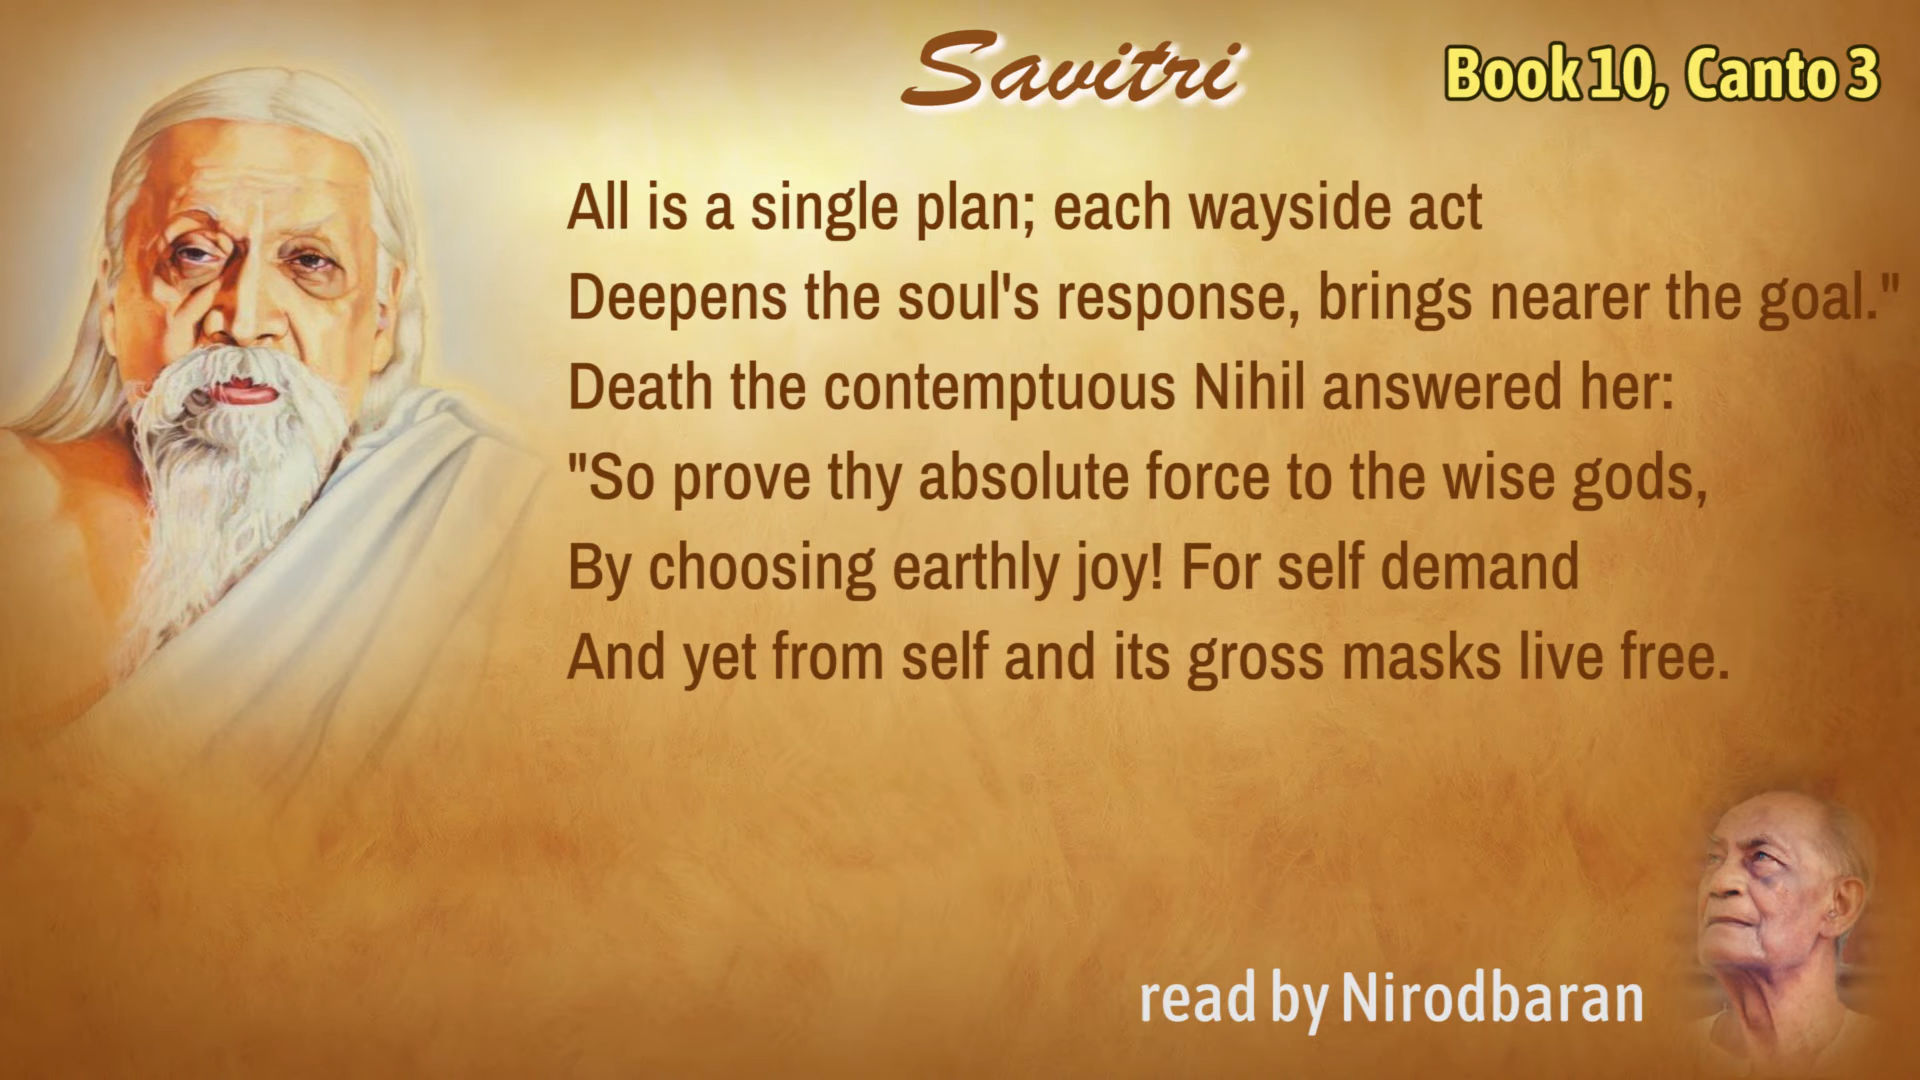 Savitri
Book 10, Canto 3
All is a single plan; each wayside act
Deepens the soul's response, brings nearer the goal."
Death the contemptuous Nihil answered her:
"So prove thy absolute force to the wise gods,
By choosing earthly joy! For self demand
And yet from self and its gross masks live free.
read by Nirodbaran